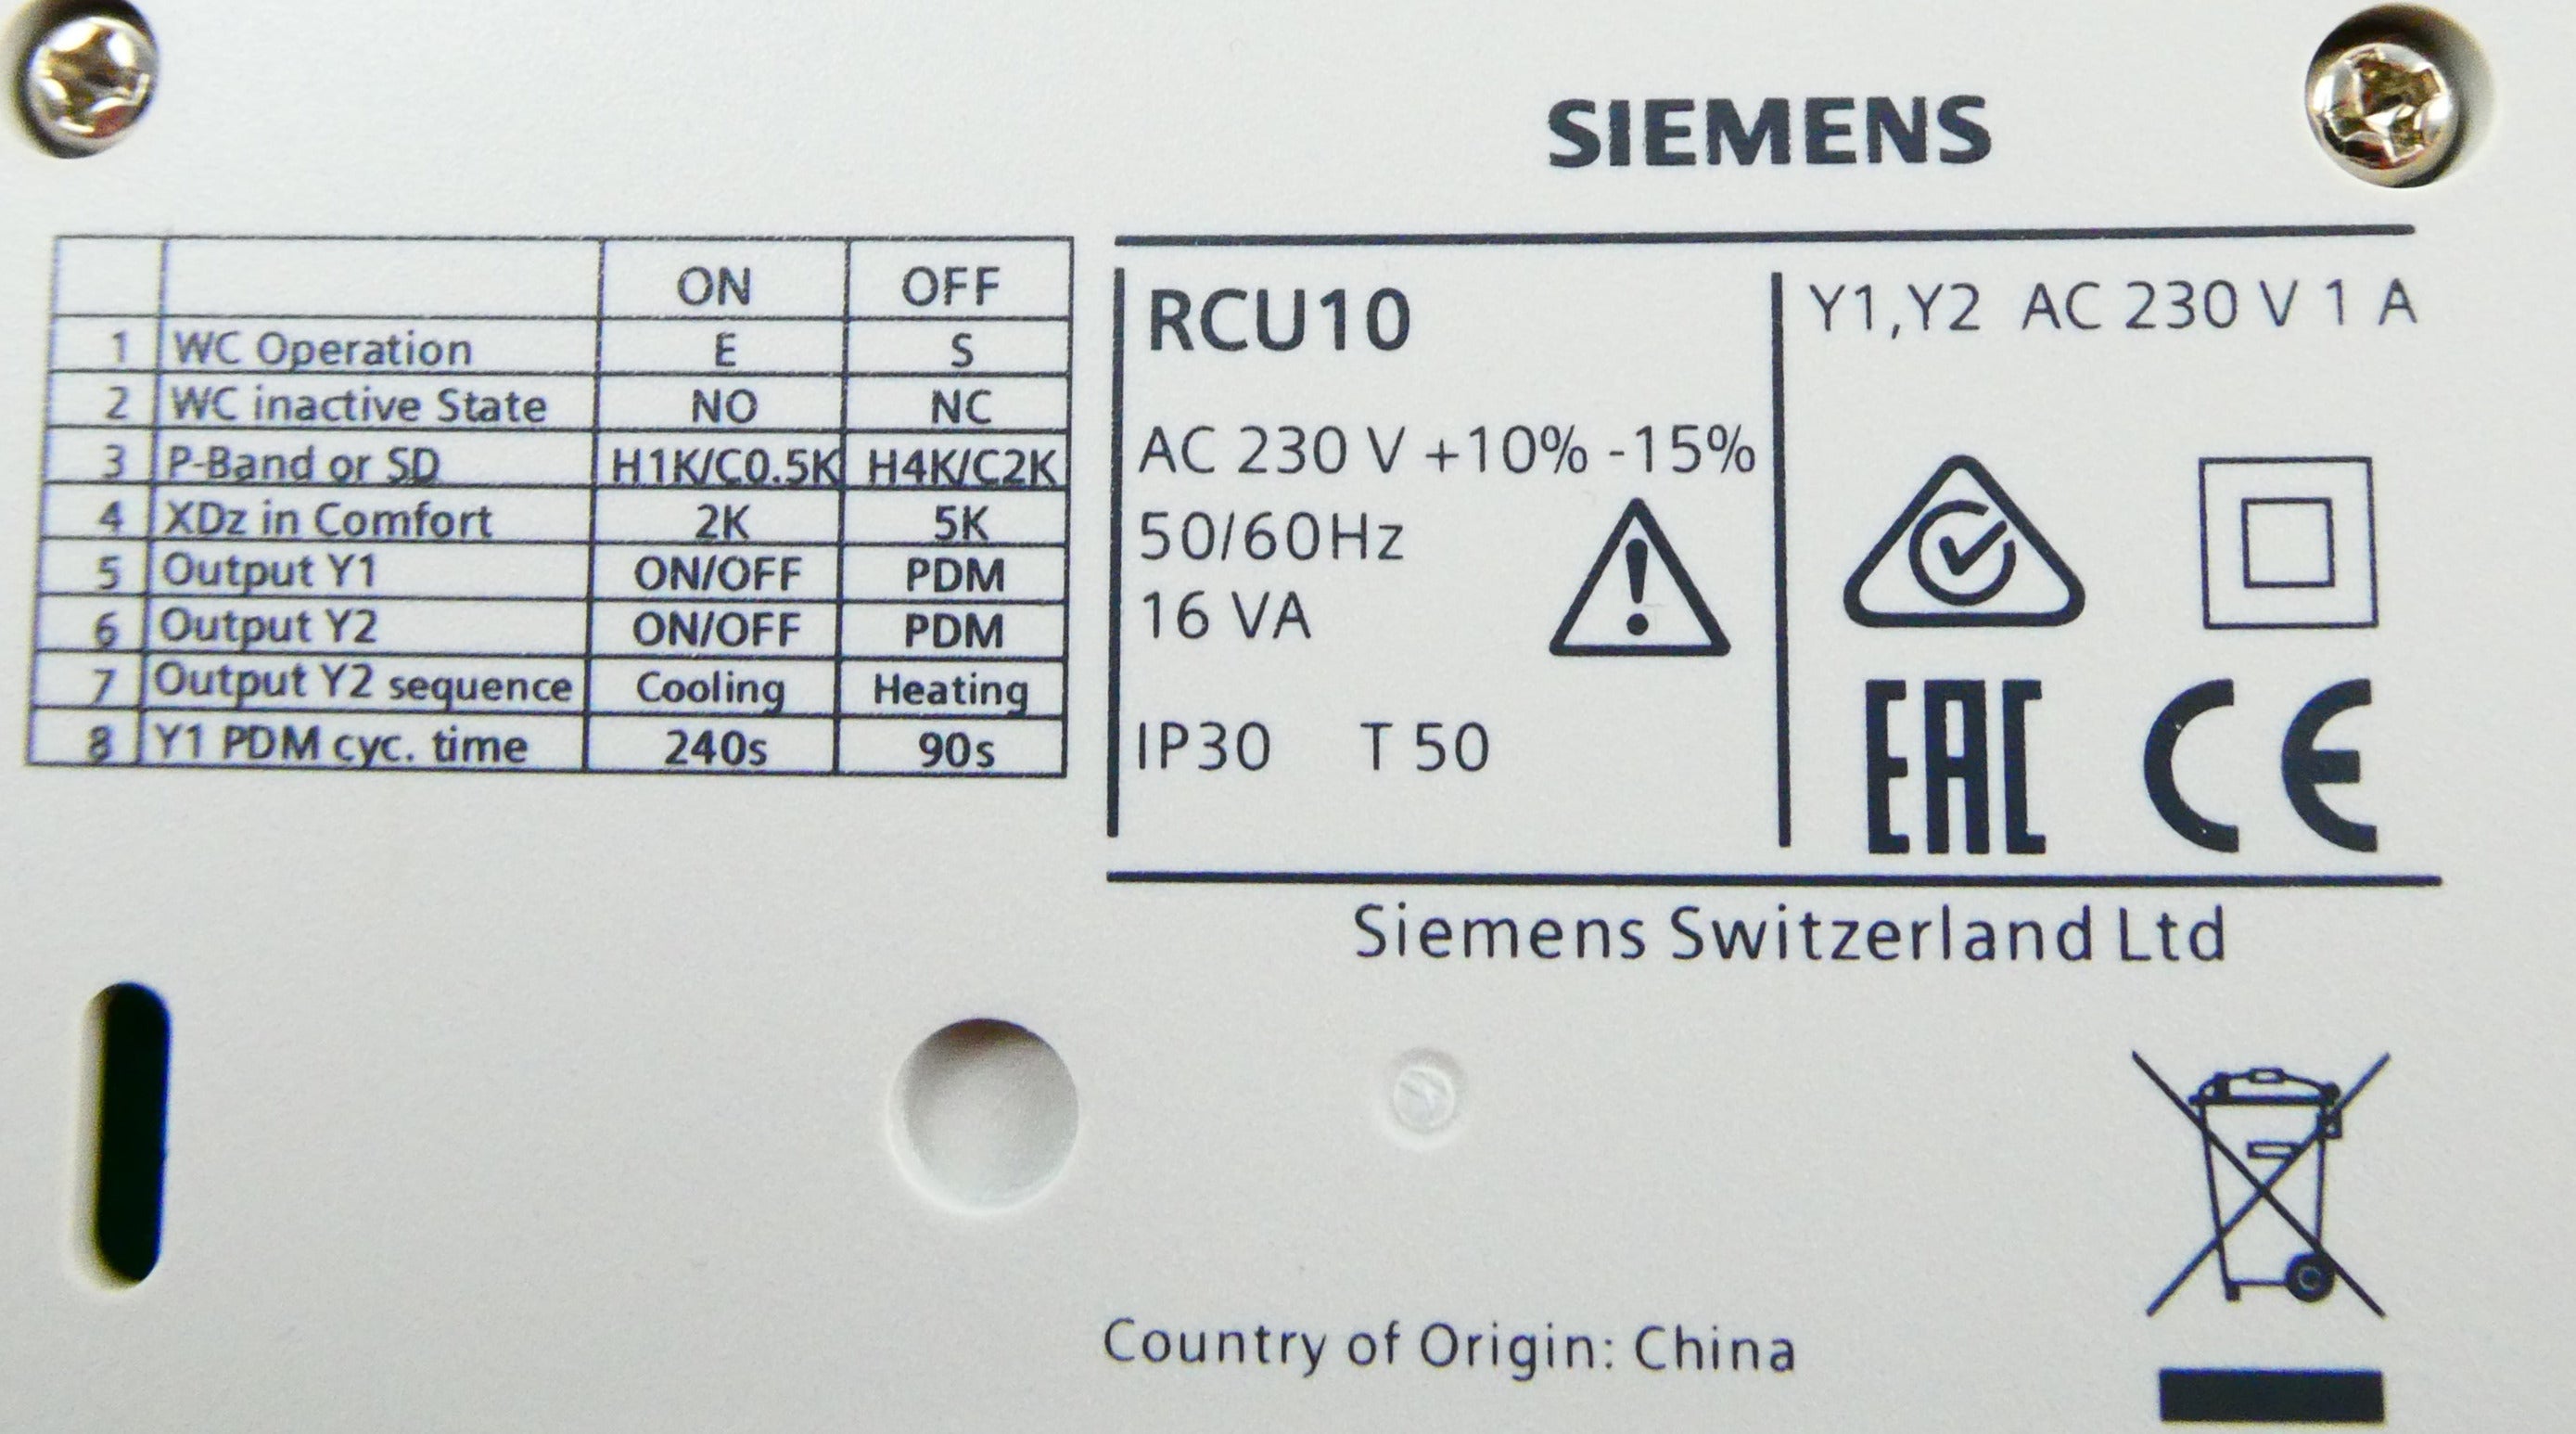 SIEMENS
ON OFF
1 WC Operation E S
2 WC inactive State NO NC
3 P-Band or SD H1K/C0.5K H4K/C2K
4 XDz in Comfort 2K 5K
5 Output Y1 ON/OFF PDM
6 Output Y2 ON/OFF PDM
7 Output Y2 sequence Cooling Heating
8 Y1 PDM cyc. time 240s 90s
RCU10
AC 230 V +10% -15%
50/60Hz
16 VA
IP30 T 50
Y1,Y2 AC 230 V 1 A
EAC CE
Siemens Switzerland Ltd
Country of Origin: China